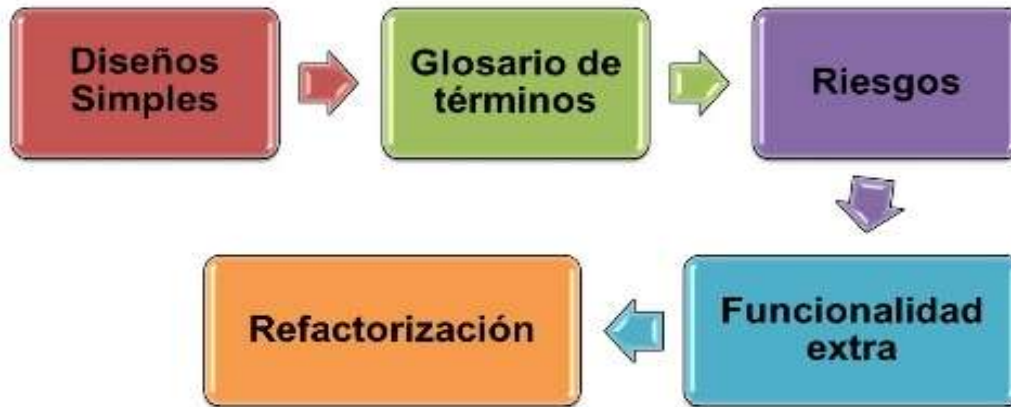 Diseños
Simples
Glosario de
términos
Riesgos
Funcionalidad
extra
Refactorización